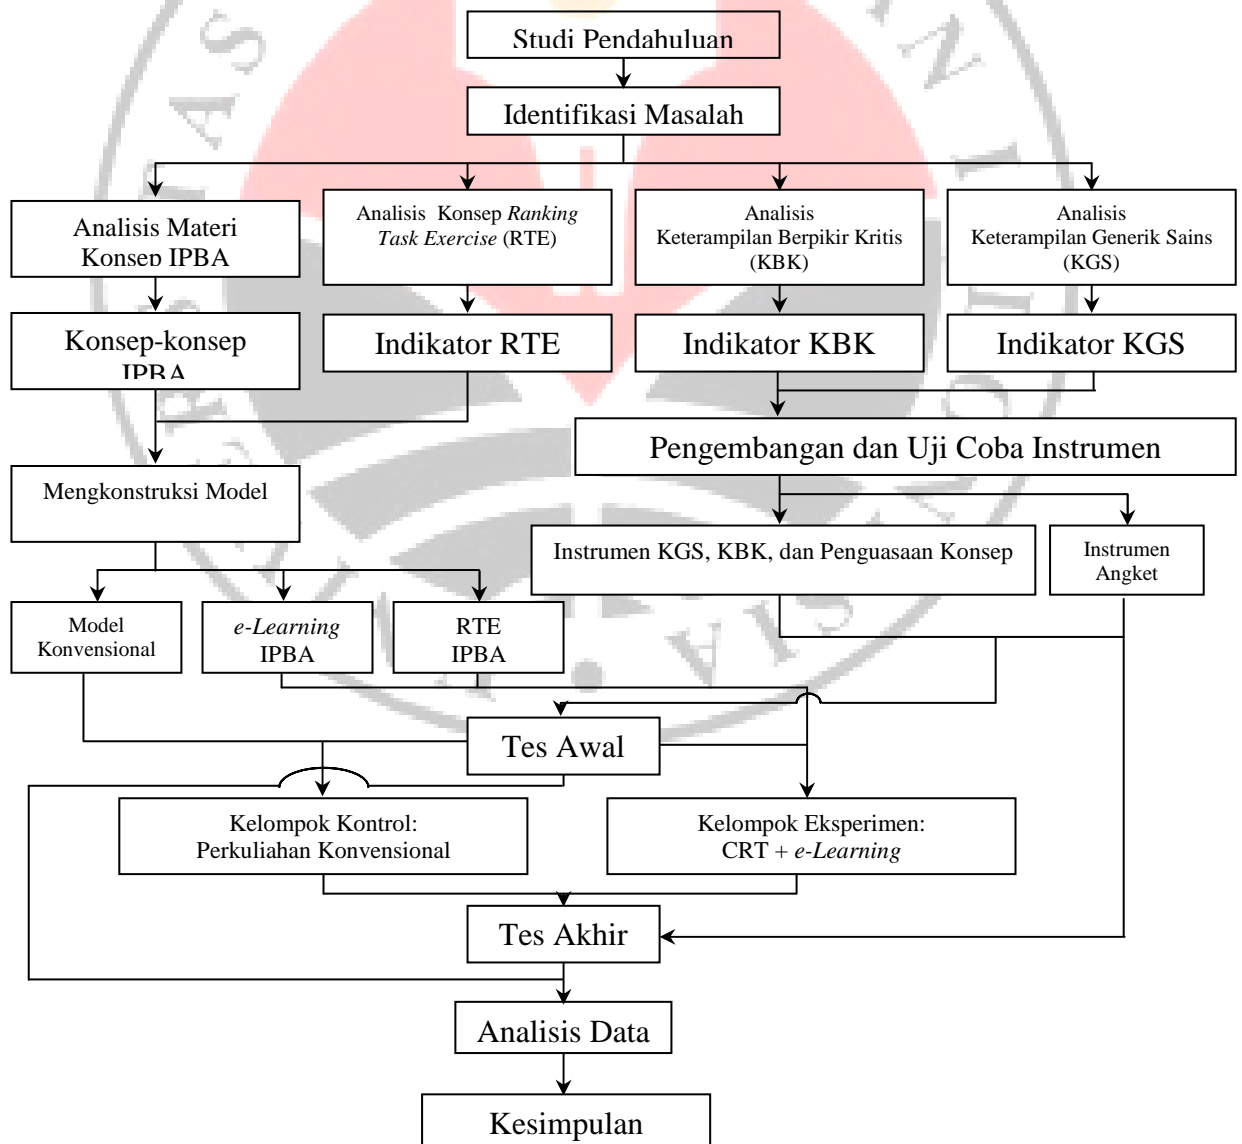 Studi Pendahuluan
Identifikasi Masalah
Analisis Materi
Konsep IPBA
Analisis Konsep Ranking
Task Exercise (RTE)
Analisis
Keterampilan Berpikir Kritis
(KBK)
Analisis
Keterampilan Generik Sains
(KGS)
Konsep-konsep
IPBA
Indikator RTE
Indikator KBK
Indikator KGS
Pengembangan dan Uji Coba Instrumen
Mengkonstruksi Model
Instrumen KGS, KBK, dan Penguasaan Konsep
Instrumen
Angket
Model
Konvensional
e-Learning
IPBA
RTE
IPBA
Tes Awal
Kelompok Kontrol:
Perkuliahan Konvensional
Kelompok Eksperimen:
CRT + e-Learning
Tes Akhir
Analisis Data
Kesimpulan